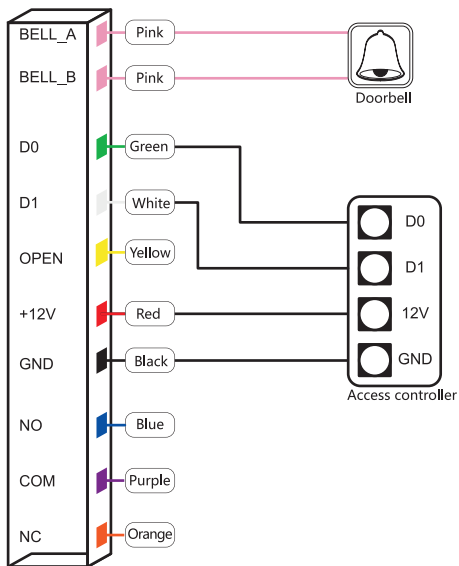 BELL_A Pink
BELL_B Pink
Doorbell
D0 Green
D1 White
OPEN Yellow
+12V Red
GND Black
NO Blue
COM Purple
NC Orange
D0
D1
12V
GND
Access controller